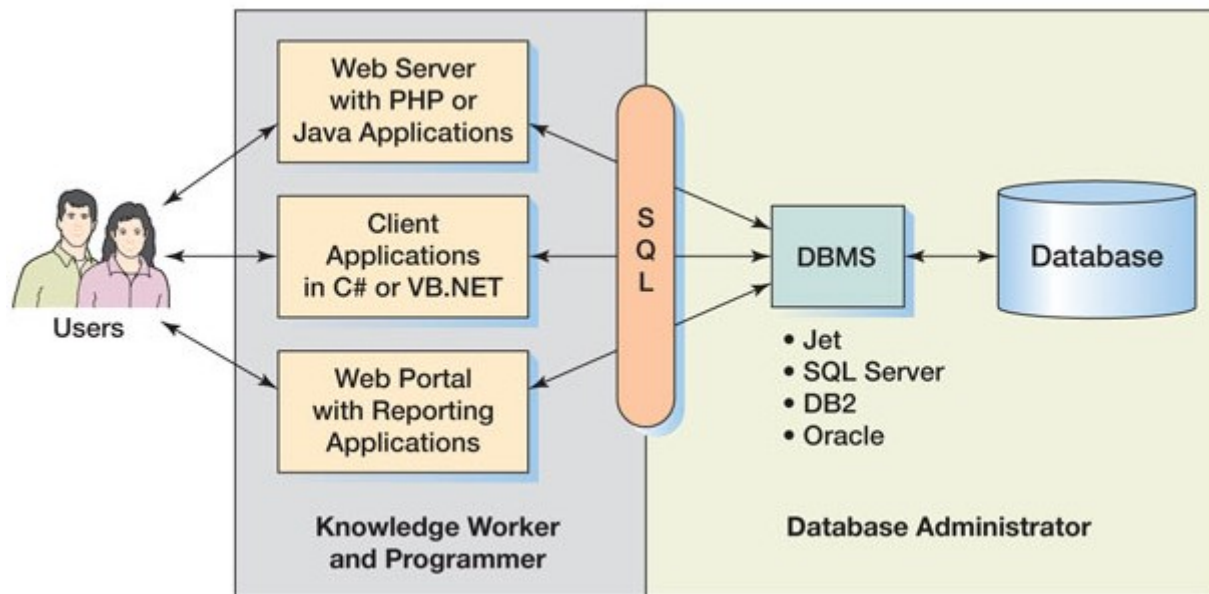 Web Server
with PHP or
Java Applications
Client
Applications
in C# or VB.NET
Web Portal
with Reporting
Applications
Users
S
Q
L
DBMS
Database
• Jet
• SQL Server
• DB2
• Oracle
Knowledge Worker
and Programmer
Database Administrator